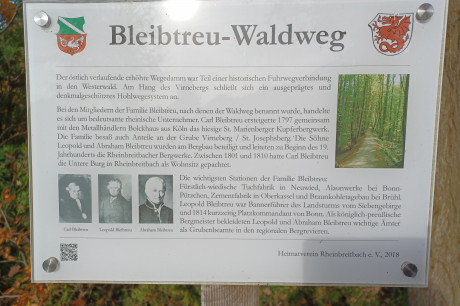 Bleibtreu-Waldweg
Der östlich verlaufende erhöhte Wegedamm war Teil einer historischen Fuhrwegverbindung
in den Westerwald. Am Hang des Virnebergs schließt sich ein ausgeprägtes und
denkmalgeschütztes Hohlwegesystem an.
Bei den Mitgliedern der Familie Bleibtreu, nach denen der Waldweg benannt wurde, handelte
es sich um bedeutsame rheinische Unternehmer. Carl Bleibtreu ersteigerte 1797 gemeinsam
mit den Metallhändlern Bolckhaus aus Köln das hiesige St. Marienberger Kupferbergwerk.
Die Familie besaß auch Anteile an der Grube Virneberg / St. Josephsberg. Die Söhne
Leopold und Abraham Bleibtreu wurden am Bergbau beteiligt und leiteten zu Beginn des 19.
Jahrhunderts die Rheinbreitbacher Bergwerke. Zwischen 1801 und 1810 hatte Carl Bleibtreu
die Untere Burg in Rheinbreitbach als Wohnsitz gepachtet.
Die wichtigsten Stationen der Familie Bleibtreu:
Fürstlich-wiedische Tuchfabrik in Neuwied, Alaunwerke bei Bonn-
Pützchen, Zementfabrik in Oberkassel und Braunkohlengruben bei Brühl.
Leopold Bleibtreu war Bannerführer des Landsturms vom Siebengebirge
und 1814 kurzzeitig Platzkommandant von Bonn. Als königlich-preußische
Bergmeister bekleideten Leopold und Abraham Bleibtreu wichtige Ämter
als Grubenbeamte in den regionalen Bergrevieren.
Carl Bleibtreu
Leopold Bleibtreu
Abraham Bleibtreu
Heimatverein Rheinbreitbach e. V., 2018